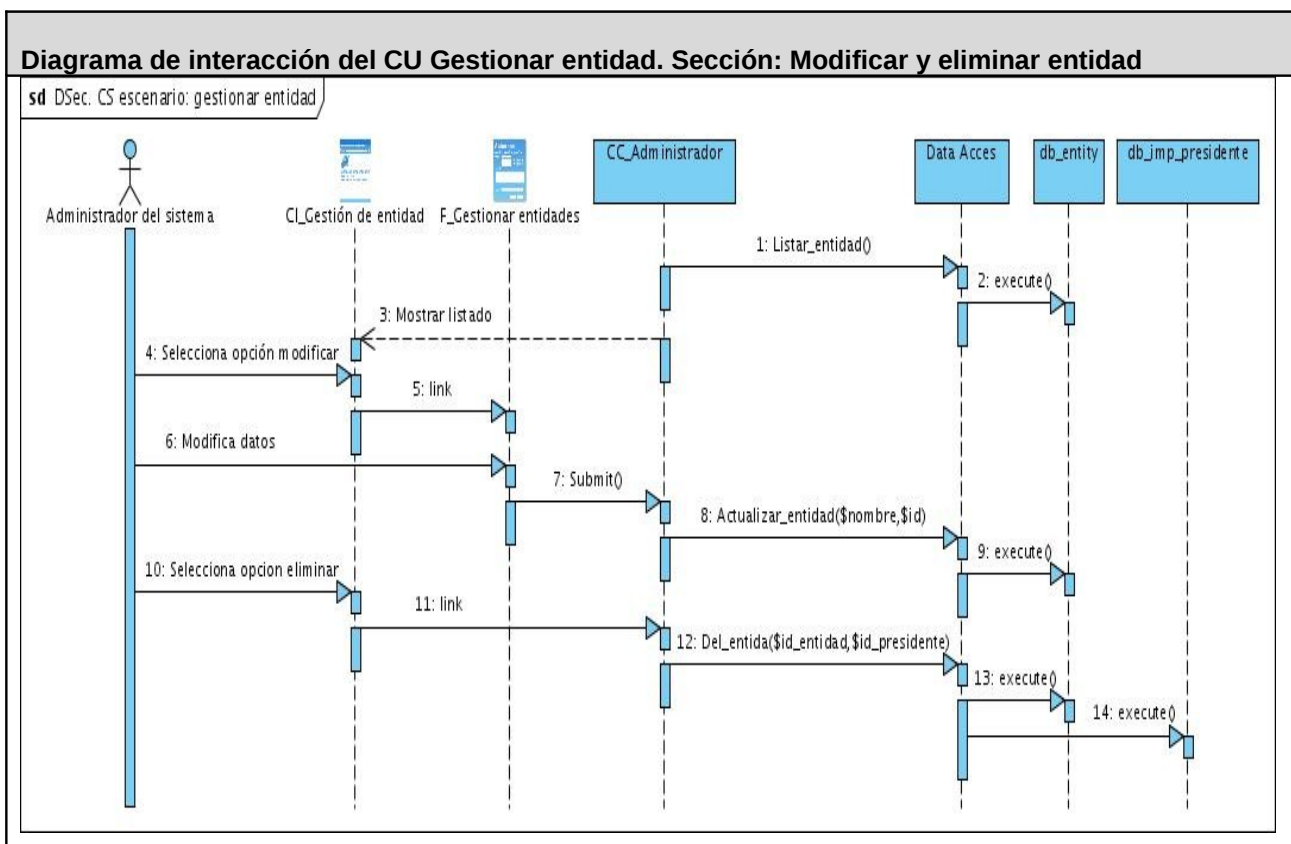 Diagrama de interacción del CU Gestionar entidad. Sección: Modificar y eliminar entidad
sd DSec. CS escenario: gestionar entidad
Administrador del sistema
CI_Gestión de entidad
F_Gestionar entidades
CC_Administrador
Data Acces
db_entity
db_imp_presidente
1: Listar_entidad()
2: execute()
3: Mostrar listado
4: Selecciona opción modificar
5: link
6: Modifica datos
7: Submit()
8: Actualizar_entidad($nombre,$id)
9: execute()
10: Selecciona opcion eliminar
11: link
12: Del_entida($id_entidad,$id_presidente)
13: execute()
14: execute()